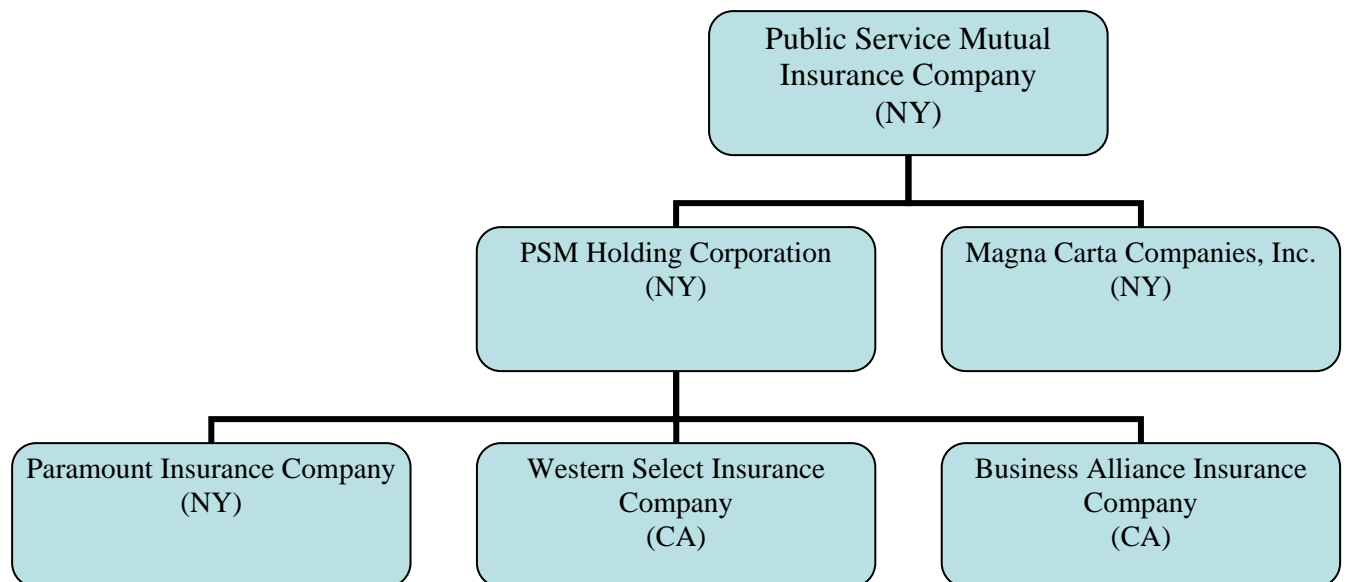 Public Service Mutual
Insurance Company
(NY)
PSM Holding Corporation
(NY)
Magna Carta Companies, Inc.
(NY)
Paramount Insurance Company
(NY)
Western Select Insurance
Company
(CA)
Business Alliance Insurance
Company
(CA)